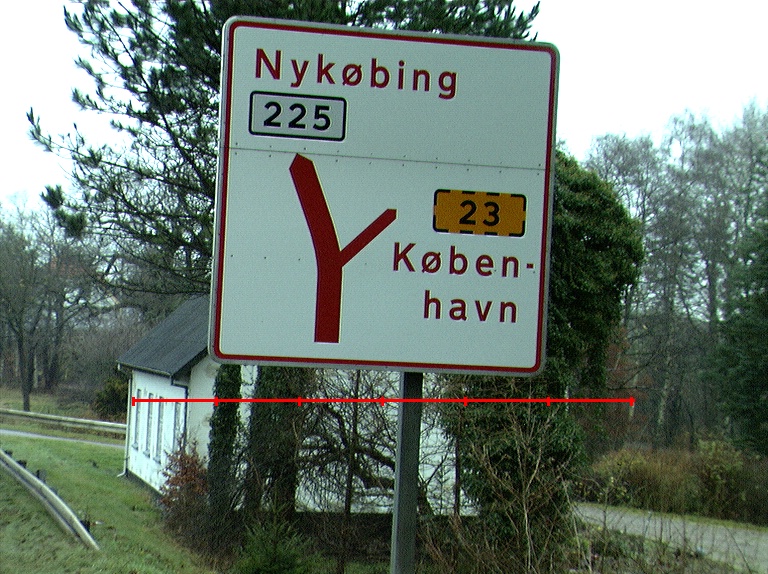 Nykøbing
225
23
Køben-
havn